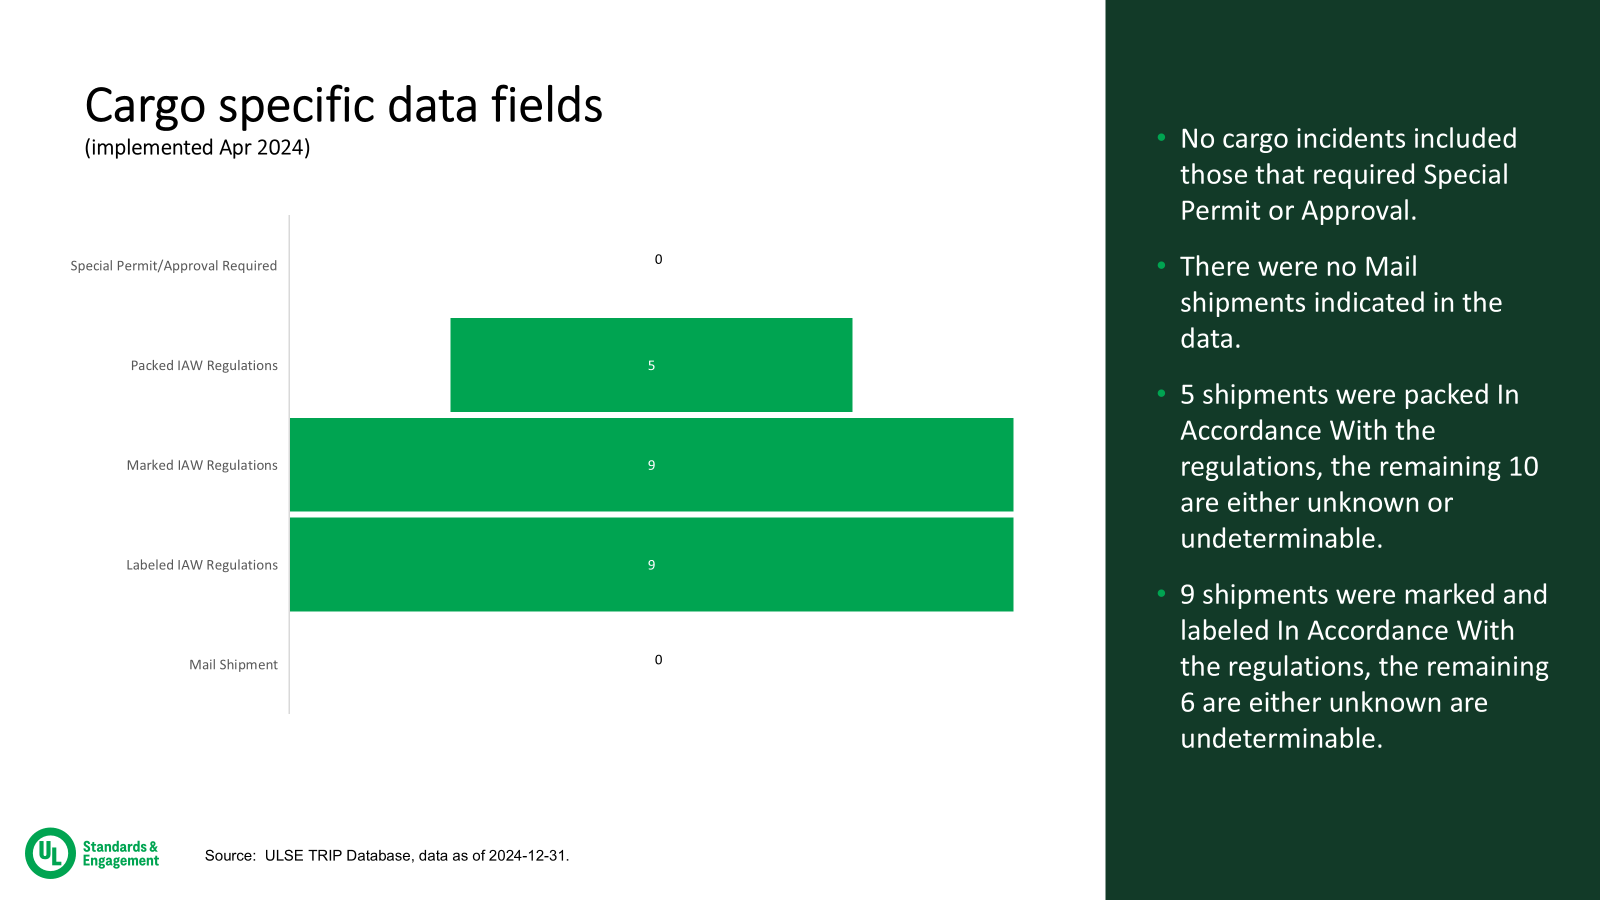 Cargo specific data fields
(implemented Apr 2024)
Special Permit/Approval Required
0
Packed IAW Regulations
5
Marked IAW Regulations
9
Labeled IAW Regulations
9
Mail Shipment
0
• No cargo incidents included
those that required Special
Permit or Approval.
• There were no Mail
shipments indicated in the
data.
• 5 shipments were packed In
Accordance With the
regulations, the remaining 10
are either unknown or
undeterminable.
• 9 shipments were marked and
labeled In Accordance With
the regulations, the remaining
6 are either unknown are
undeterminable.
UL
Standards &
Engagement
Source:  ULSE TRIP Database, data as of 2024-12-31.